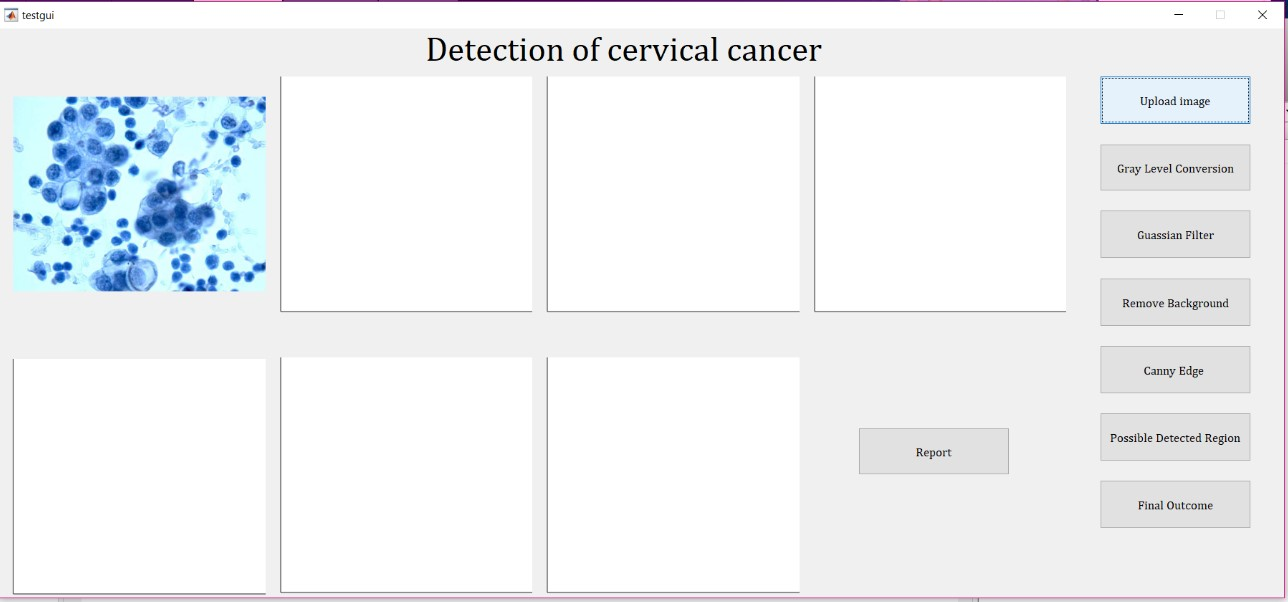 testgui
Detection of cervical cancer
Upload image
Gray Level Conversion
Guassian Filter
Remove Background
Canny Edge
Possible Detected Region
Final Outcome
Report